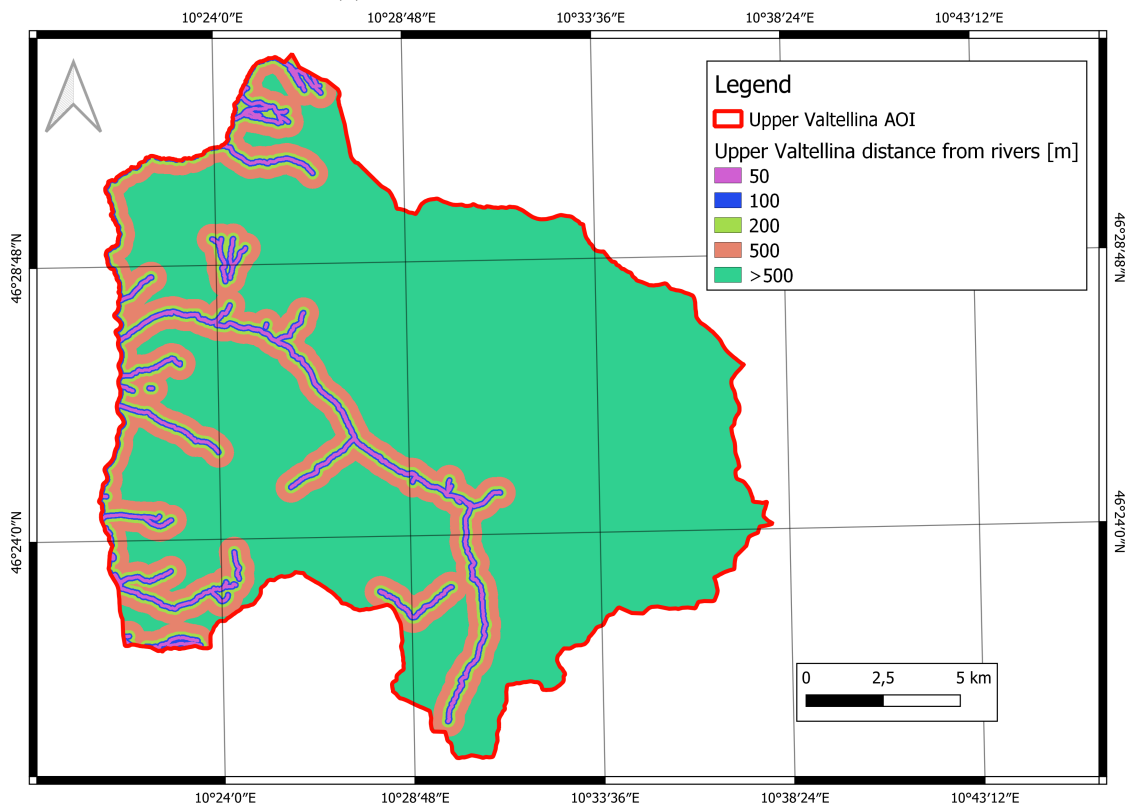 10°24′0″E 10°28′48″E 10°33′36″E 10°38′24″E 10°43′12″E
Legend
Upper Valtellina AOI
Upper Valtellina distance from rivers [m]
50
100
200
500
>500
46°28′48″N
46°28′48″N
46°24′0″N
46°24′0″N
0 2,5 5 km
10°24′0″E 10°28′48″E 10°33′36″E 10°38′24″E 10°43′12″E